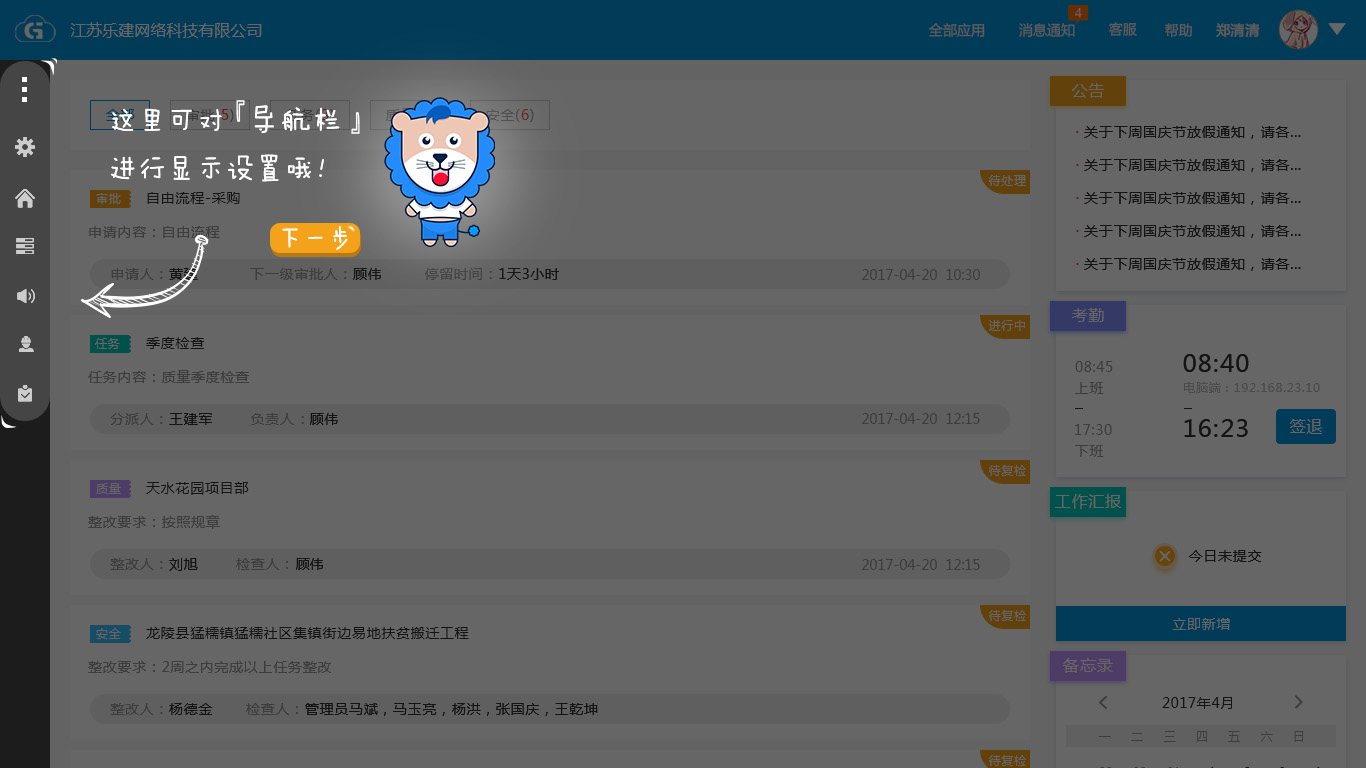 江苏乐建网络科技有限公司
全部应用
消息通知
4
客服
帮助
郑清清
审批(5)
安全(6)
这里可对『导航栏』
进行显示设置哦!
下一步
待处理
审批
自由流程-采购
申请内容：自由流程
申请人：
下一级审批人：顾伟
停留时间：1天3小时
2017-04-20 10:30
进行中
任务
季度检查
任务内容：质量季度检查
分派人：王建军
负责人：顾伟
2017-04-20 12:15
待复检
质量
天水花园项目部
整改要求：按照规章
整改人：刘旭
检查人：顾伟
2017-04-20 12:15
待复检
安全
龙陵县猛糯镇猛糯社区集镇街边易地扶贫搬迁工程
整改要求：2周之内完成以上任务整改
整改人：杨德金
检查人：管理员马斌，马玉亮，杨洪，张国庆，王乾坤
待复检
公告
· 关于下周国庆节放假通知，请各...
· 关于下周国庆节放假通知，请各...
· 关于下周国庆节放假通知，请各...
· 关于下周国庆节放假通知，请各...
· 关于下周国庆节放假通知，请各...
考勤
08:45
上班
–
17:30
下班
08:40
电脑端：192.168.23.10
–
16:23
签退
工作汇报
今日未提交
立即新增
备忘录
2017年4月
一 二 三 四 五 六 日